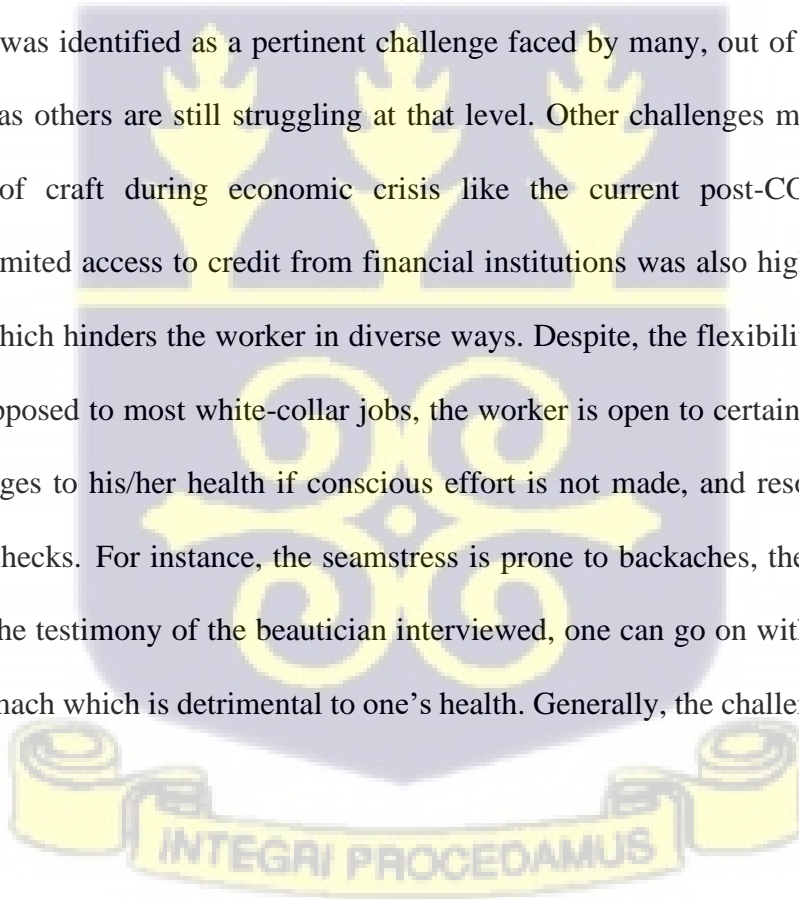 was identified as a pertinent challenge faced by many, out of
as others are still struggling at that level. Other challenges m
of craft during economic crisis like the current post-CO
mited access to credit from financial institutions was also hig
hich hinders the worker in diverse ways. Despite, the flexibilit
pposed to most white-collar jobs, the worker is open to certain
ges to his/her health if conscious effort is not made, and reso
hecks. For instance, the seamstress is prone to backaches, the
he testimony of the beautician interviewed, one can go on with
mach which is detrimental to one’s health. Generally, the challen
INTEGRI PROCEDAMUS